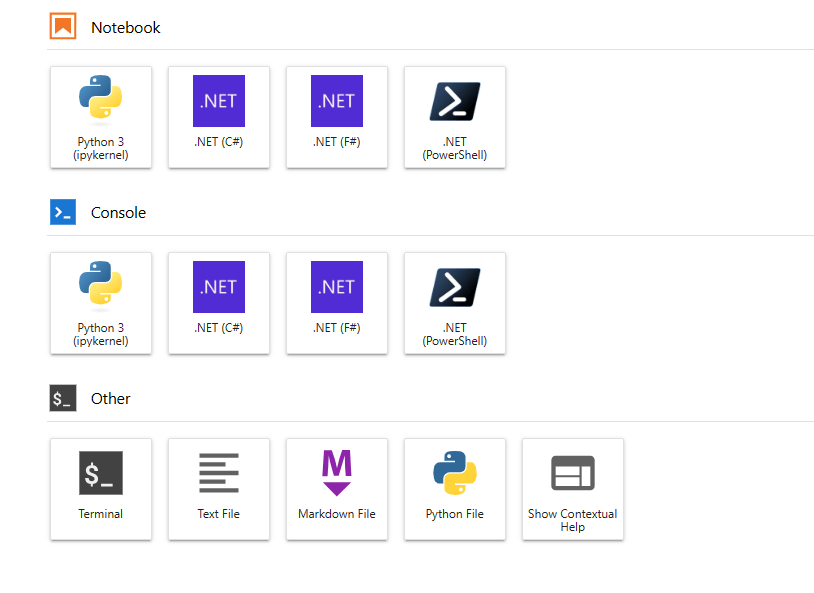 Notebook
.NET
.NET
Python 3
(ipykernel)
.NET (C#)
.NET (F#)
.NET
(PowerShell)
Console
.NET
.NET
Python 3
(ipykernel)
.NET (C#)
.NET (F#)
.NET
(PowerShell)
$_
Other
$_
M
Terminal
Text File
Markdown File
Python File
Show Contextual
Help